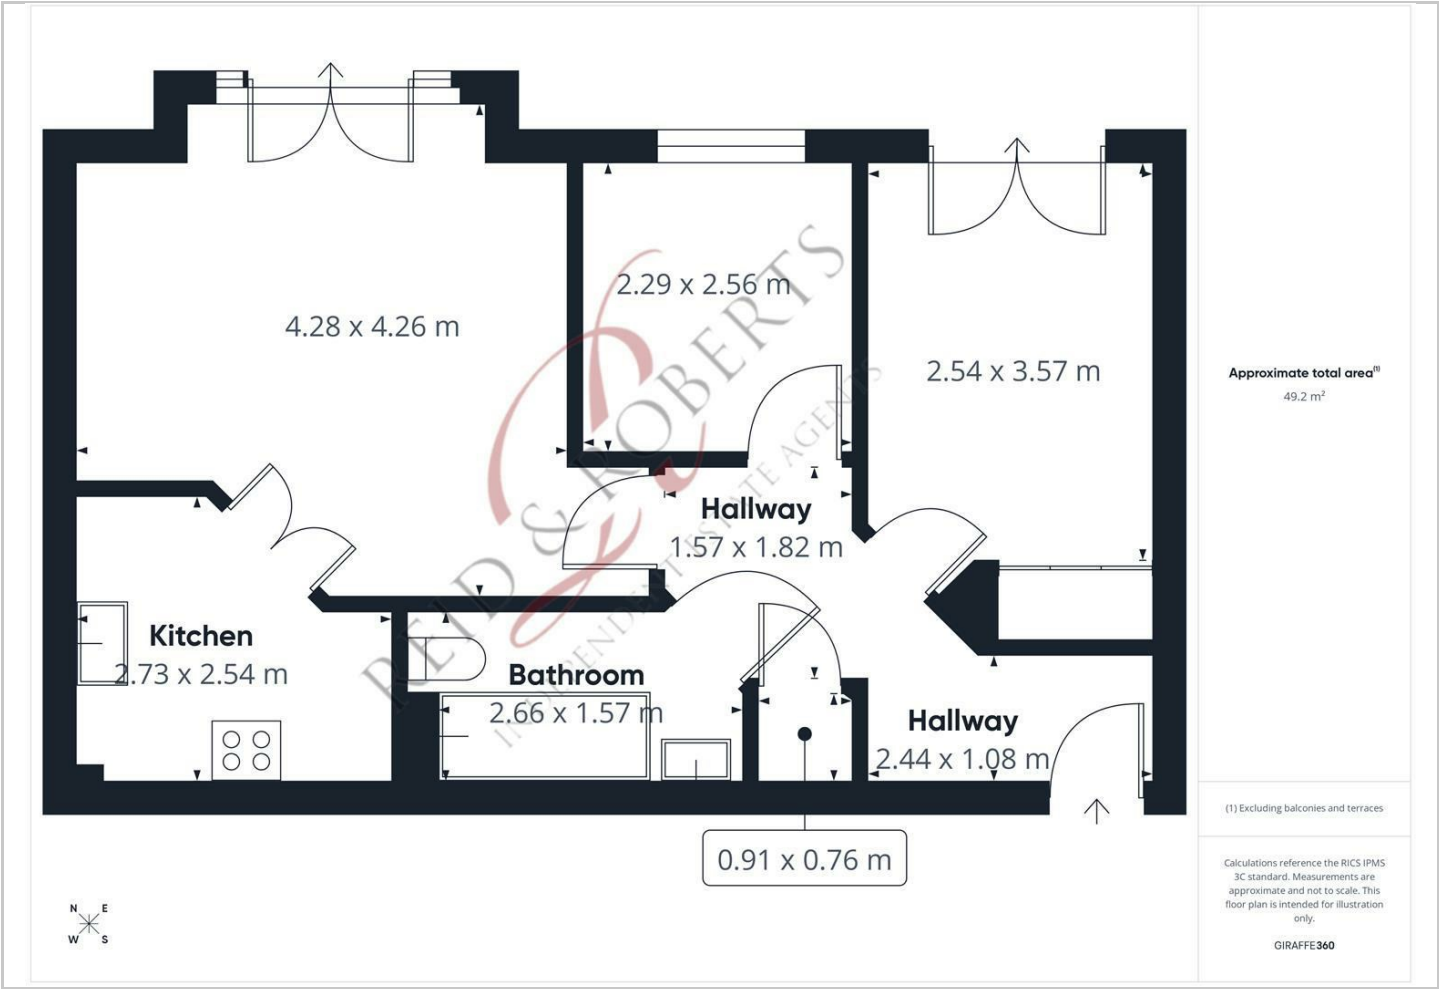 4.28 x 4.26 m
2.29 x 2.56 m
2.54 x 3.57 m
Hallway
1.57 x 1.82 m
Kitchen
2.73 x 2.54 m
Bathroom
2.66 x 1.57 m
Hallway
2.44 x 1.08 m
0.91 x 0.76 m
REID & ROBERTS
INDEPENDENT ESTATE AGENTS
N E
W S
Approximate total area(1)
49.2 m²
(1) Excluding balconies and terraces
Calculations reference the RICS IPMS
3C standard. Measurements are
approximate and not to scale. This
floor plan is intended for illustration
only.
GIRAFFE360